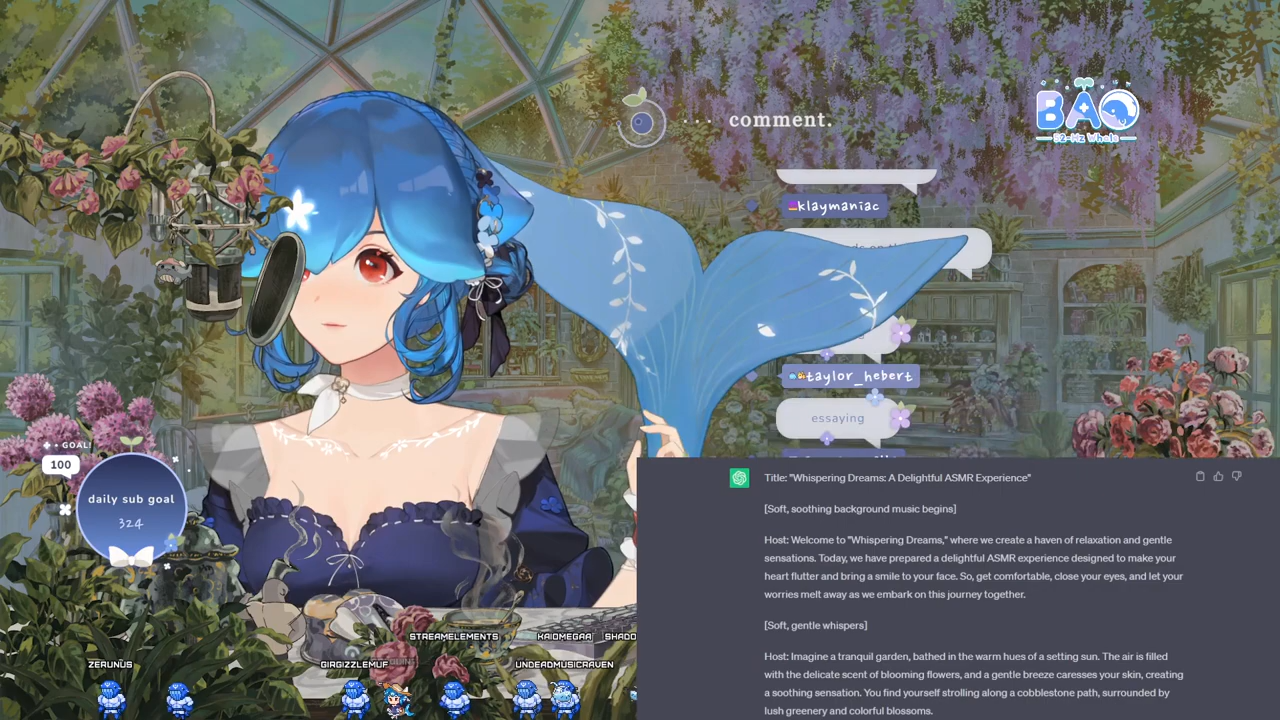 comment.
BAO
52-Hz Whale
klaymaniac
taylor_hebert
essaying
GOAL!
100
daily sub goal
324
STREAMELEMENTS
KAIOMEGAA
SHADO
ZERUNUS
GIRGIZZLEMUF
UNDEADMUSICRAVEN
Title: "Whispering Dreams: A Delightful ASMR Experience"
[Soft, soothing background music begins]
Host: Welcome to "Whispering Dreams," where we create a haven of relaxation and gentle
sensations. Today, we have prepared a delightful ASMR experience designed to make your
heart flutter and bring a smile to your face. So, get comfortable, close your eyes, and let your
worries melt away as we embark on this journey together.
[Soft, gentle whispers]
Host: Imagine a tranquil garden, bathed in the warm hues of a setting sun. The air is filled
with the delicate scent of blooming flowers, and a gentle breeze caresses your skin, creating
a soothing sensation. You find yourself strolling along a cobblestone path, surrounded by
lush greenery and colorful blossoms.